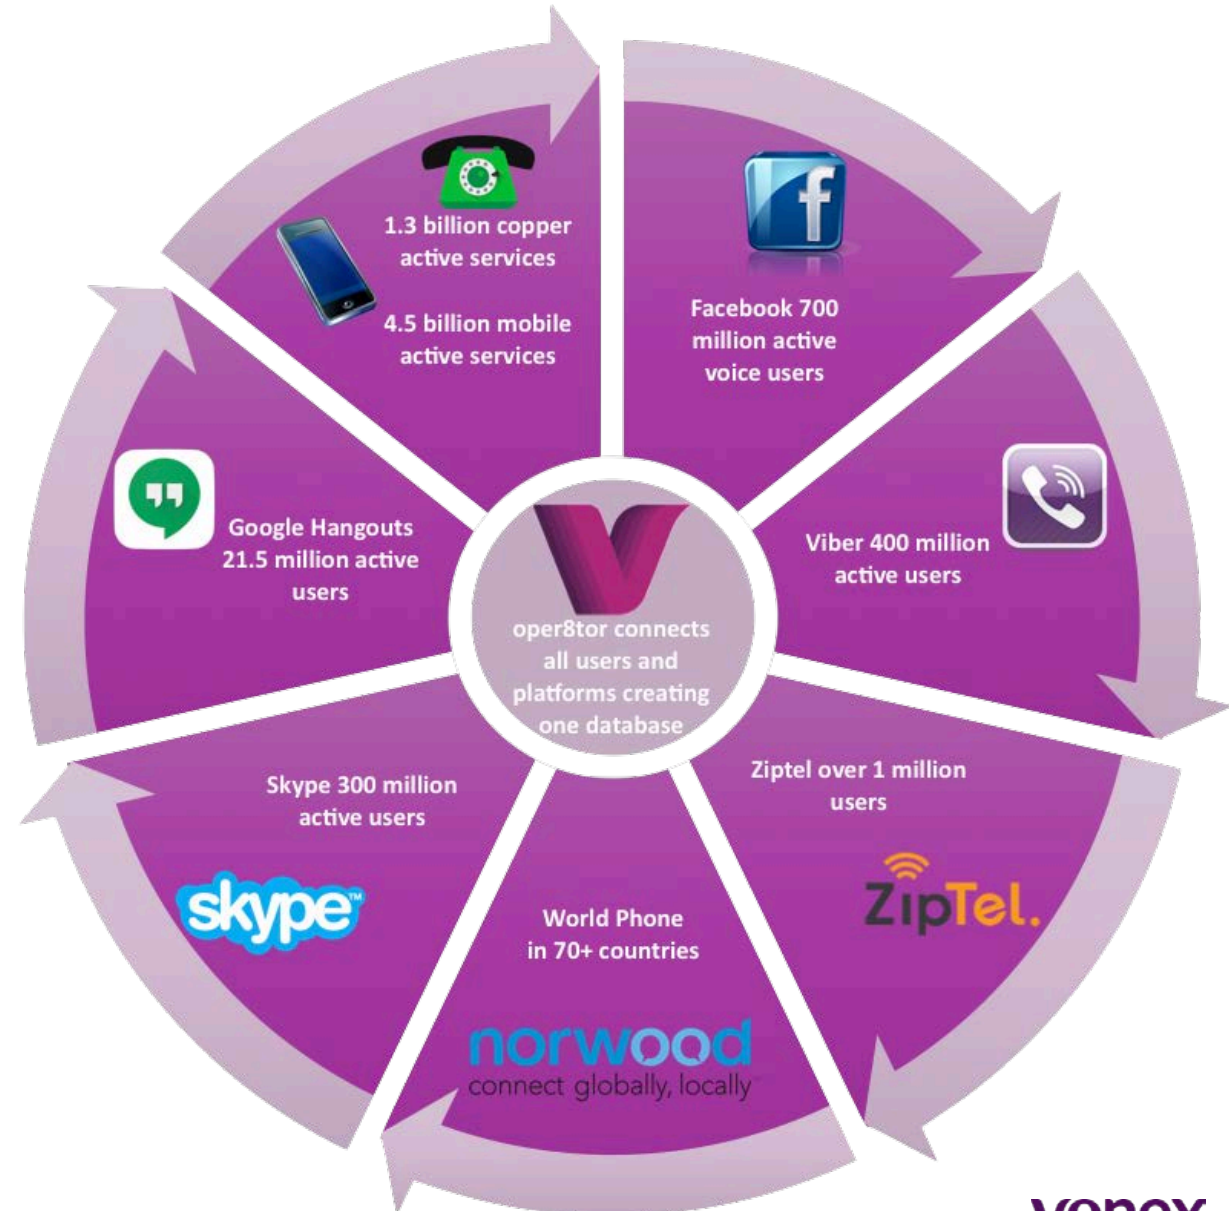 1.3 billion copper
active services
4.5 billion mobile
active services
f
Facebook 700
million active
voice users
Google Hangouts
21.5 million active
users
Viber 400 million
active users
V
oper8tor connects
all users and
platforms creating
one database
Skype 300 million
active users
skype™
Ziptel over 1 million
users
ZipTel.
World Phone
in 70+ countries
norwood
connect globally, locally